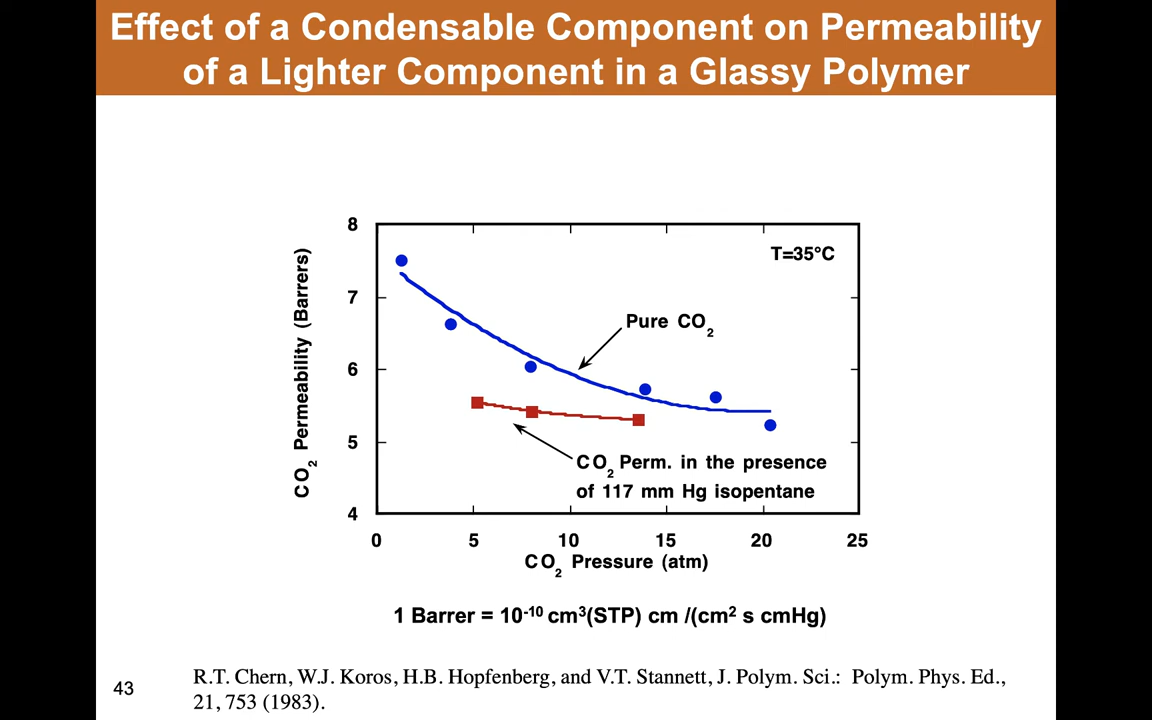 Effect of a Condensable Component on Permeability
of a Lighter Component in a Glassy Polymer
8
T=35°C
7
Pure CO₂
6
5
CO₂ Perm. in the presence
of 117 mm Hg isopentane
4
CO₂ Permeability (Barrers)
0 5 10 15 20 25
CO₂ Pressure (atm)
1 Barrer = 10⁻¹⁰ cm³(STP) cm /(cm² s cmHg)
43
R.T. Chern, W.J. Koros, H.B. Hopfenberg, and V.T. Stannett, J. Polym. Sci.: Polym. Phys. Ed.,
21, 753 (1983).